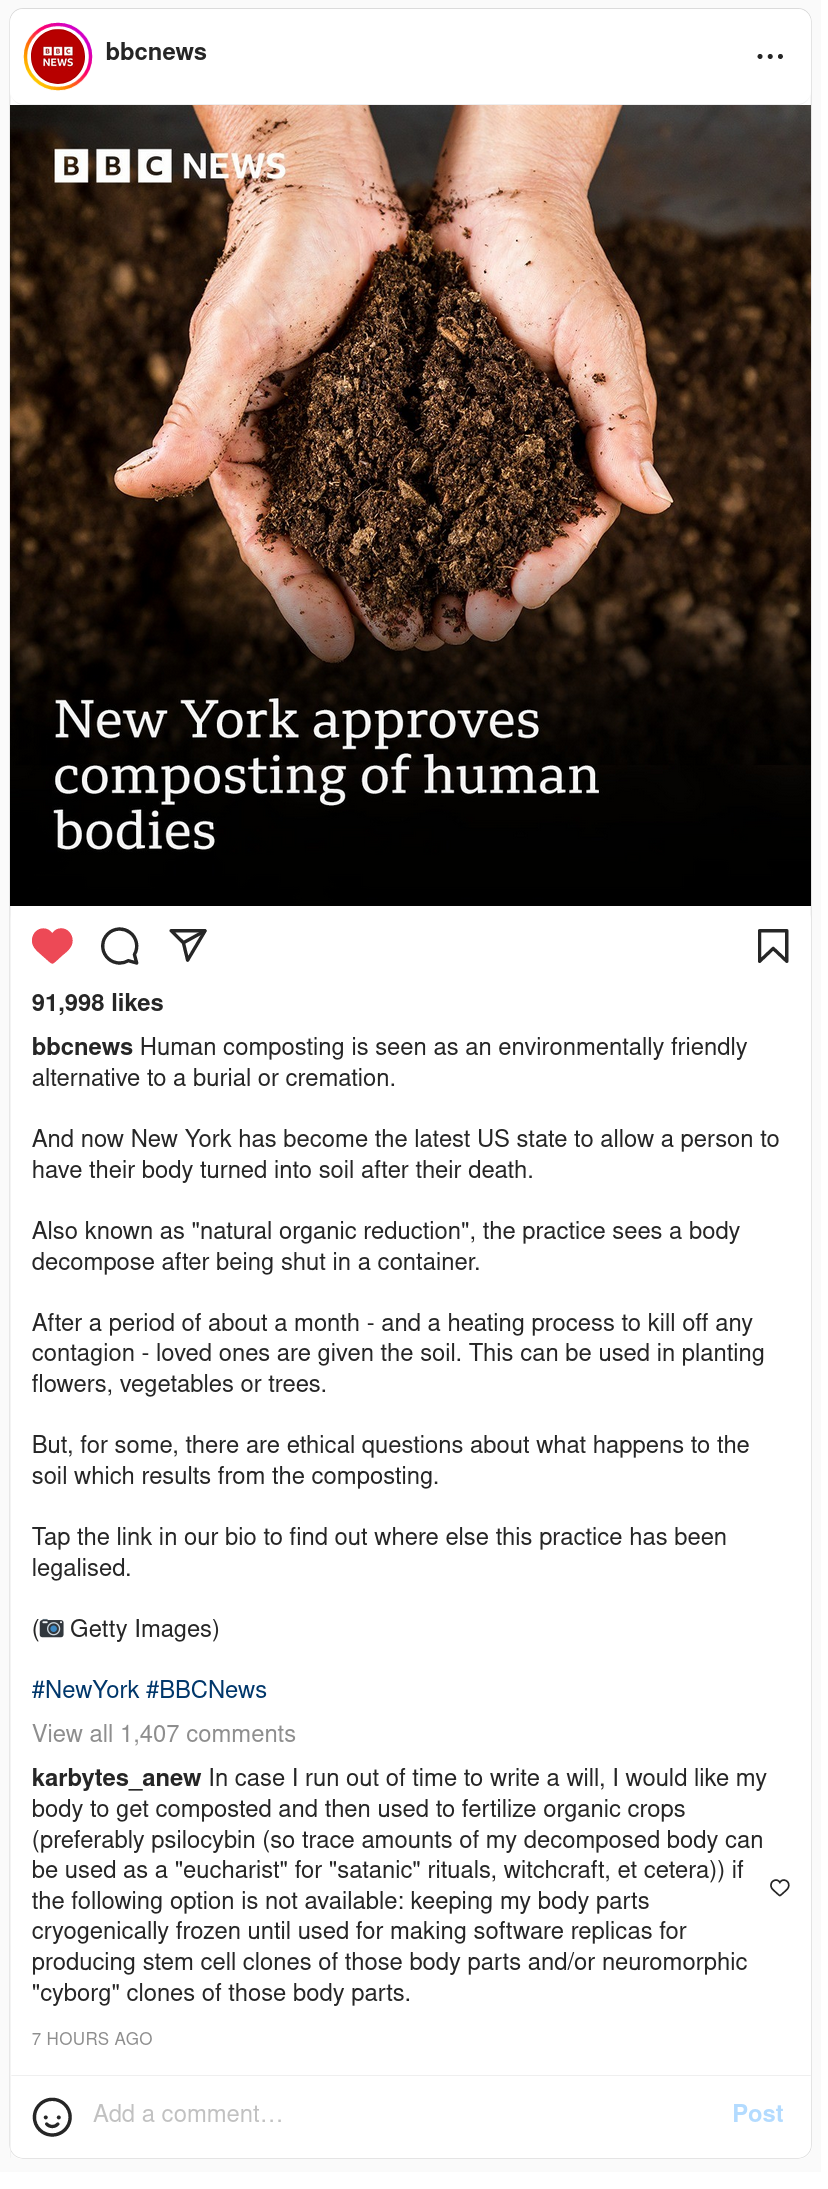 BBC NEWS
bbcnews
BBC NEWS
New York approves
composting of human
bodies
91,998 likes
bbcnews Human composting is seen as an environmentally friendly
alternative to a burial or cremation.
And now New York has become the latest US state to allow a person to
have their body turned into soil after their death.
Also known as "natural organic reduction", the practice sees a body
decompose after being shut in a container.
After a period of about a month - and a heating process to kill off any
contagion - loved ones are given the soil. This can be used in planting
flowers, vegetables or trees.
But, for some, there are ethical questions about what happens to the
soil which results from the composting.
Tap the link in our bio to find out where else this practice has been
legalised.
(📷 Getty Images)
#NewYork #BBCNews
View all 1,407 comments
karbytes_anew In case I run out of time to write a will, I would like my
body to get composted and then used to fertilize organic crops
(preferably psilocybin (so trace amounts of my decomposed body can
be used as a "eucharist" for "satanic" rituals, witchcraft, et cetera)) if
the following option is not available: keeping my body parts
cryogenically frozen until used for making software replicas for
producing stem cell clones of those body parts and/or neuromorphic
"cyborg" clones of those body parts.
7 HOURS AGO
Add a comment…
Post